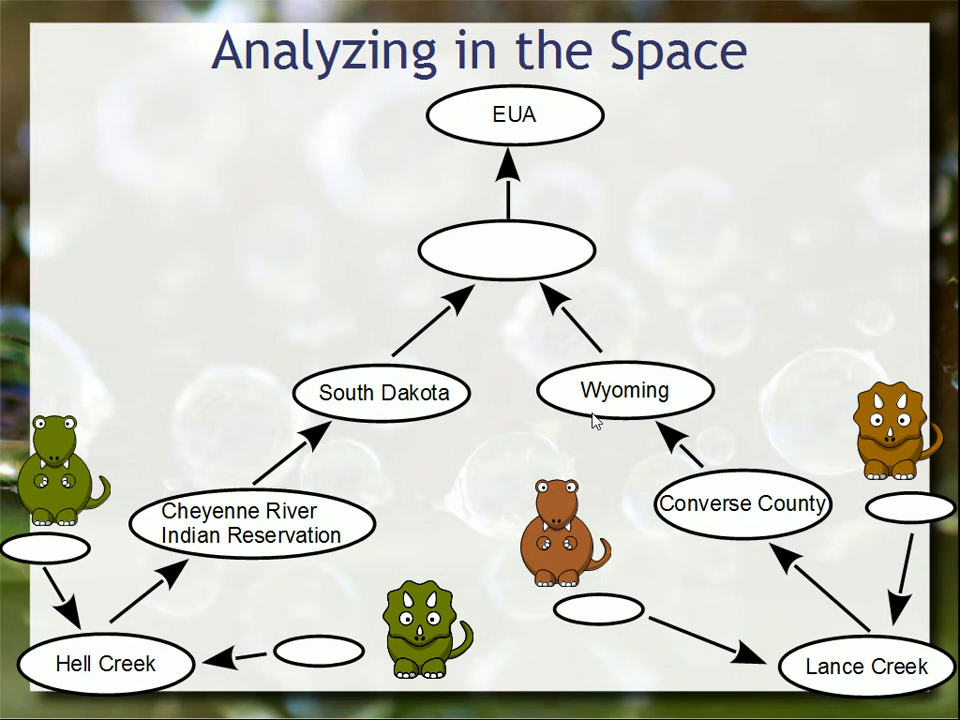 Analyzing in the Space
EUA
South Dakota
Wyoming
Cheyenne River
Indian Reservation
Converse County
Hell Creek
Lance Creek